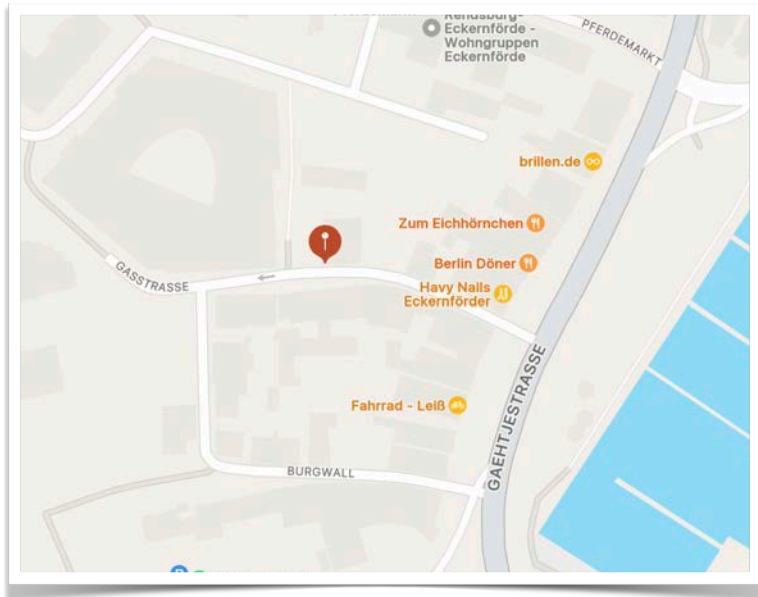 Rendsburg-
Eckernförde -
Wohngruppen
Eckernförde
PFERDEMARKT
brillen.de
Zum Eichhörnchen
Berlin Döner
Havy Nails
Eckernförder
GASSTRASSE
Fahrrad - Leiß
GAEHTJESTRASSE
BURGWALL